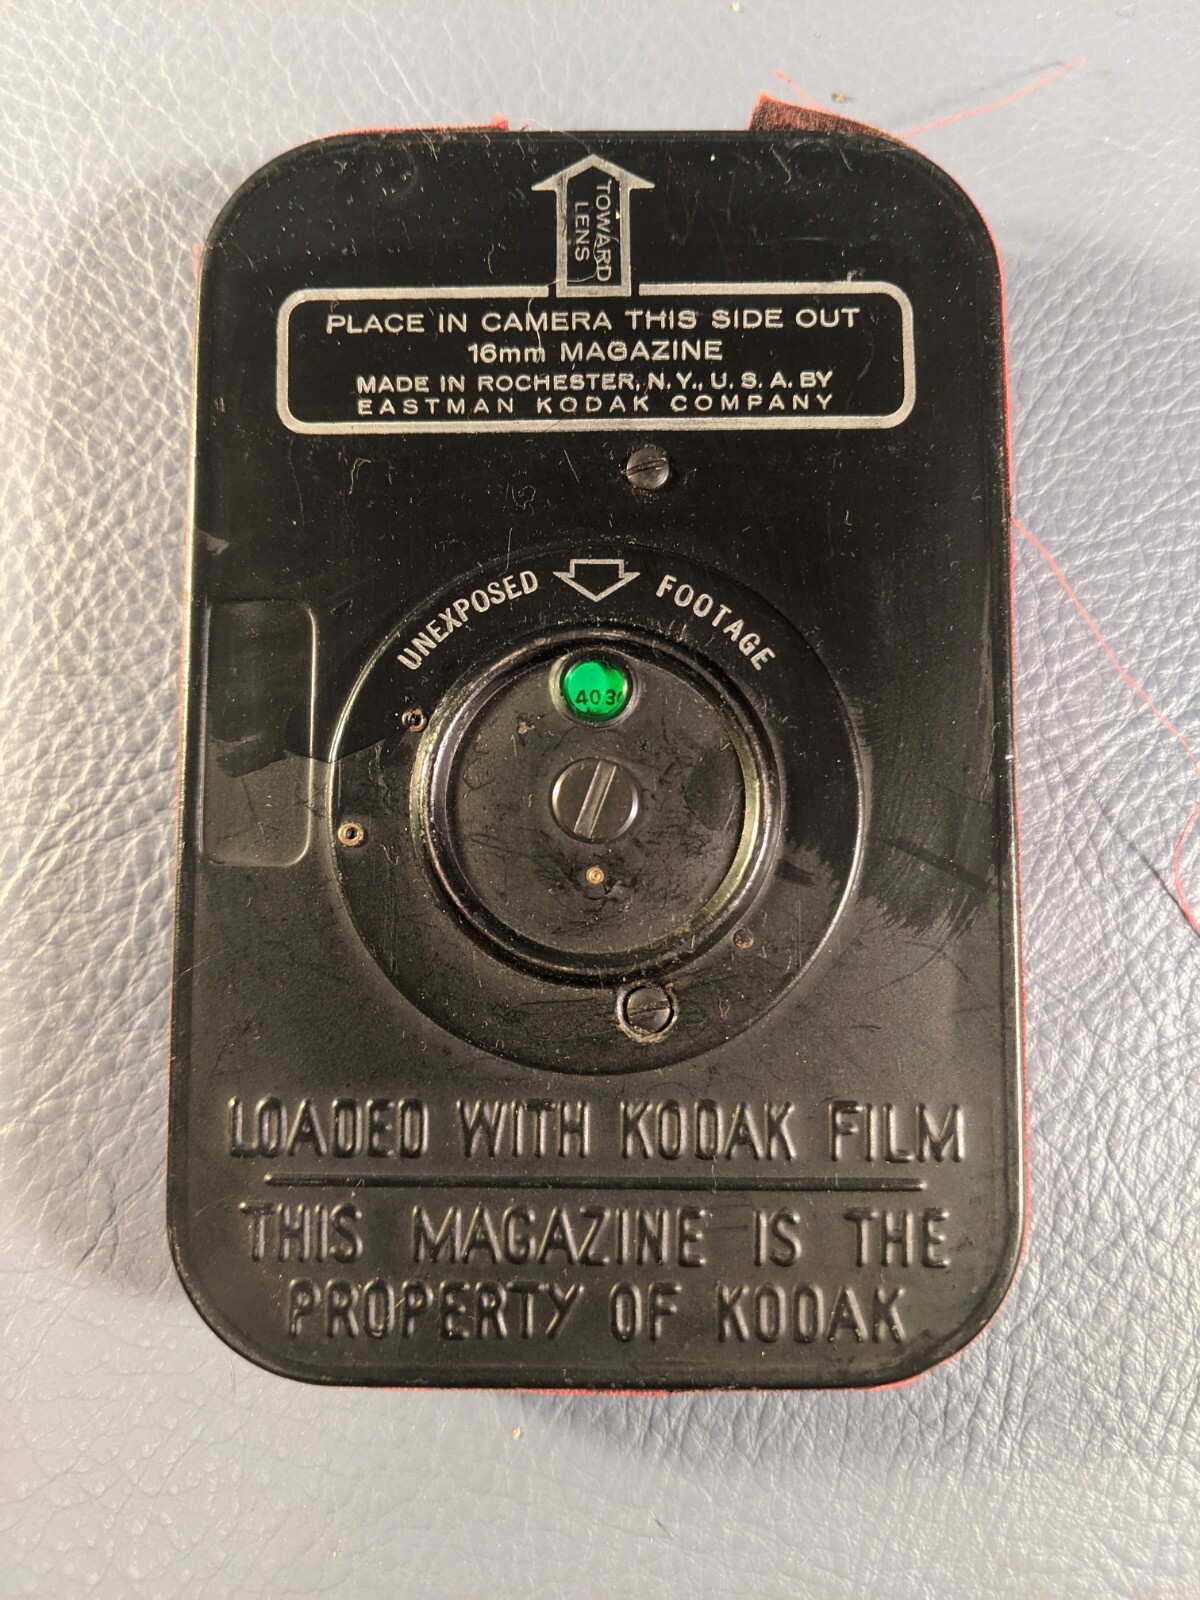 TOWARD
LENS
PLACE IN CAMERA THIS SIDE OUT
16mm MAGAZINE
MADE IN ROCHESTER, N. Y., U. S. A. BY
EASTMAN KODAK COMPANY
UNEXPOSED FOOTAGE
LOADED WITH KODAK FILM
THIS MAGAZINE IS THE
PROPERTY OF KODAK